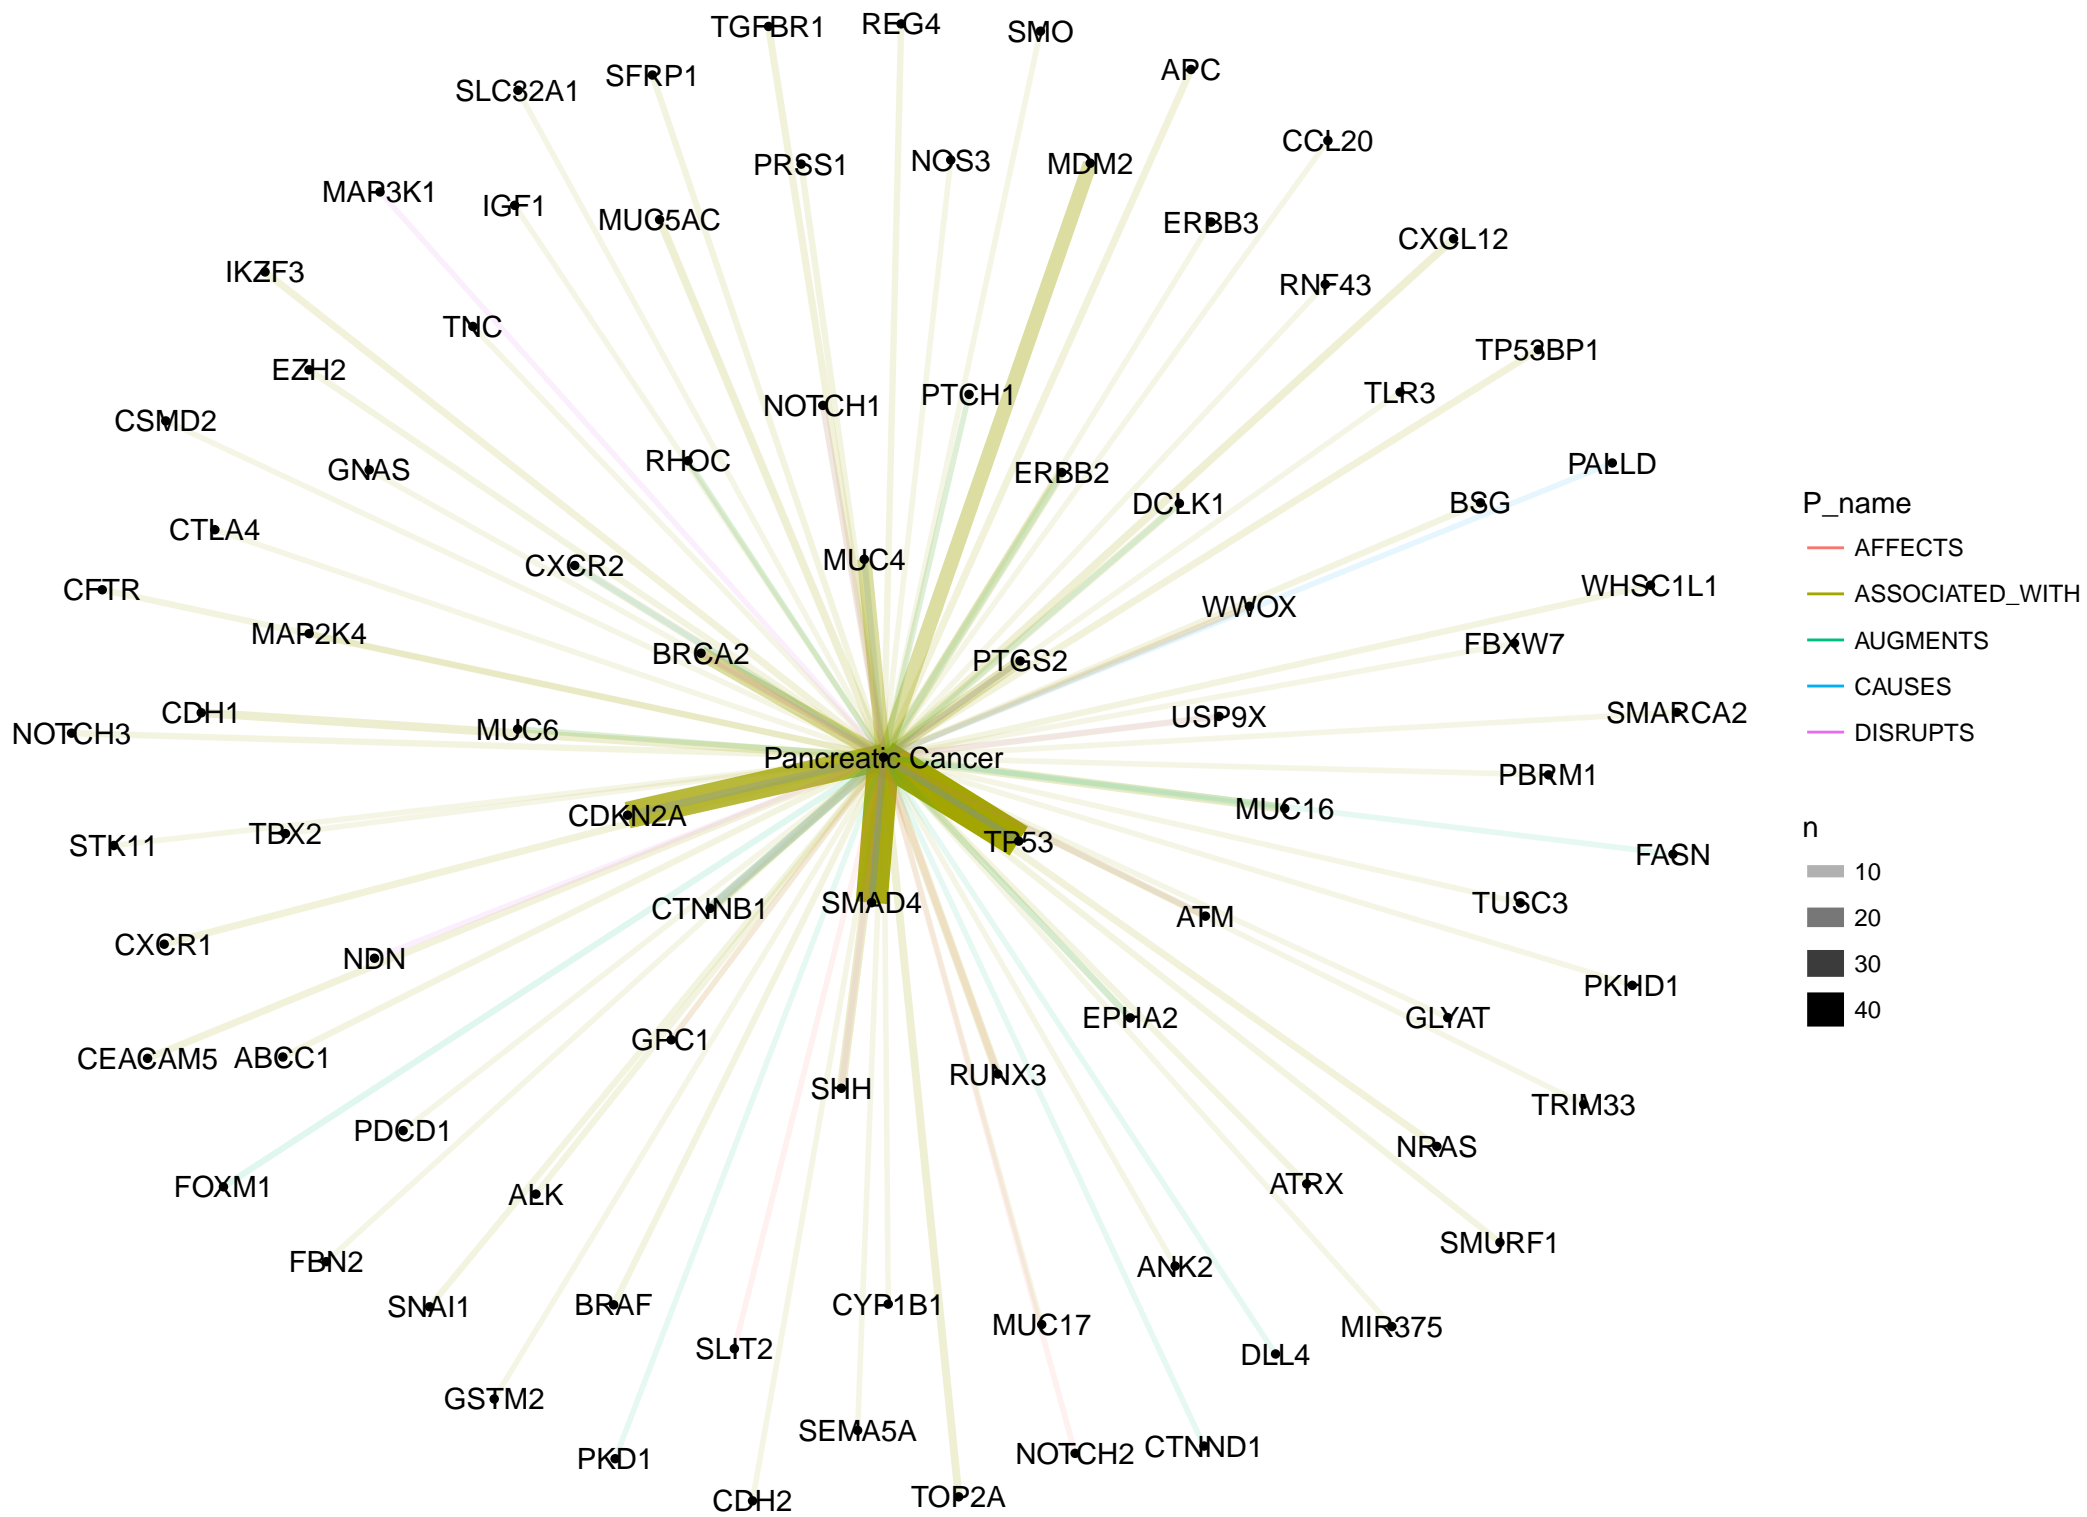 TGFBR1
REG4
SMO
APC
SFRP1
SLC32A1
CCL20
PRSS1
NOS3
MDM2
MAP3K1
IGF1
MUC5AC
ERBB3
CXCL12
IKZF3
RNF43
TNC
TP53BP1
EZH2
TLR3
PTCH1
NOTCH1
CSMD2
GNAS
RHOC
ERBB2
PALLD
DCLK1
BSG
CTLA4
CXCR2
MUC4
CFTR
WWOX
WHSC1L1
MAP2K4
BRCA2
PTGS2
FBXW7
CDH1
NOTCH3
MUC6
USP9X
SMARCA2
Pancreatic Cancer
PBRM1
CDKN2A
MUC16
STK11
TBX2
TP53
FASN
CTNNB1
SMAD4
ATM
TUSC3
CXCR1
NDN
PKHD1
EPHA2
GLYAT
CEACAM5
ABCC1
GPC1
SHH
RUNX3
TRIM33
PDCD1
NRAS
FOXM1
ALK
ATRX
SMURF1
FBN2
ANK2
SNAI1
BRAF
CYP1B1
MUC17
MIR375
SLIT2
DLL4
GSTM2
SEMA5A
PKD1
NOTCH2
CTNND1
CDH2
TOP2A
P_name
AFFECTS
ASSOCIATED_WITH
AUGMENTS
CAUSES
DISRUPTS
n
10
20
30
40